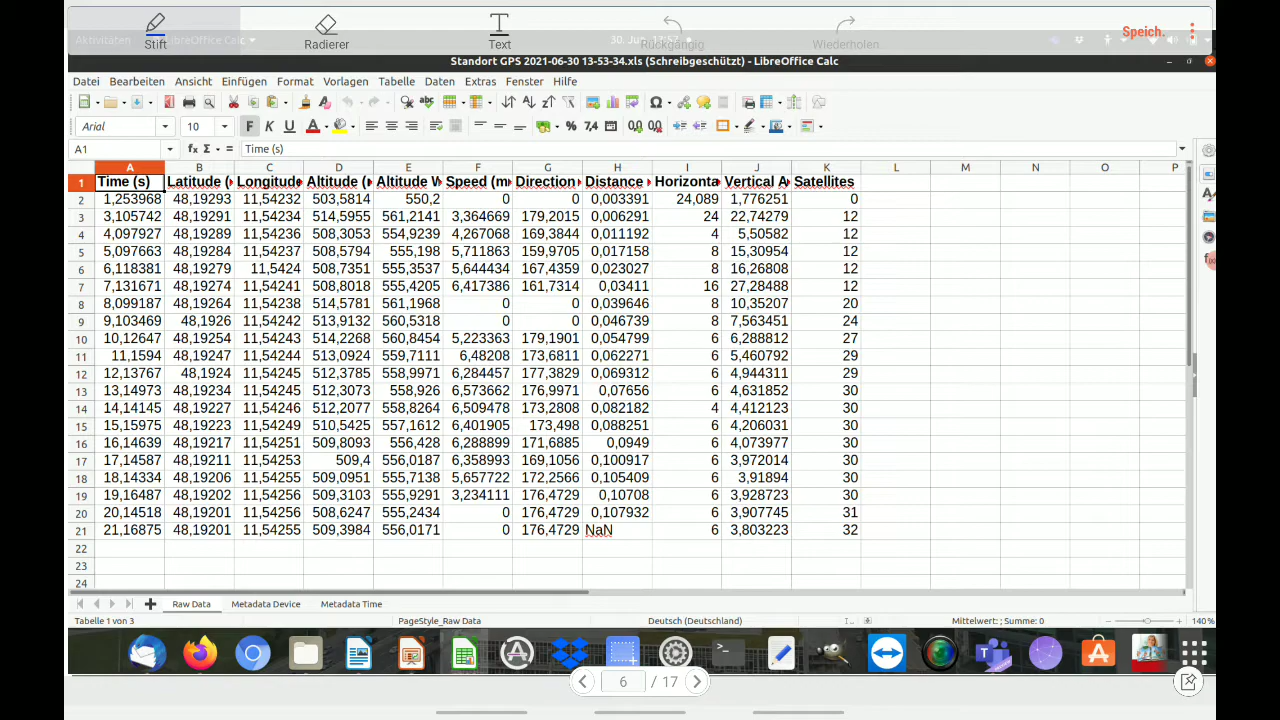 Stift Radierer Text Rückgängig Wiederholen Speich.
Aktivitäten LibreOffice Calc 30. Jun
Standort GPS 2021-06-30 13-53-34.xls (Schreibgeschützt) - LibreOffice Calc
Datei Bearbeiten Ansicht Einfügen Format Vorlagen Tabelle Daten Extras Fenster Hilfe
Arial 10 F K U A % 7,4
A1 fx Σ = Time (s)
A B C D E F G H I J K L M N O P
1 Time (s) Latitude ( Longitude Altitude ( Altitude W Speed (m Direction Distance Horizonta Vertical A Satellites
2 1,253968 48,19293 11,54232 503,5814 550,2 0 0,003391 24,089 1,776251 0
3 3,105742 48,19291 11,54236 514,5955 561,2141 3,364669 179,2015 0,006291 24 22,74279 12
4 4,097927 48,19289 11,54236 508,3053 554,9239 4,267068 169,3844 0,011192 4 5,50582 12
5 5,097663 48,19284 11,54237 508,5794 555,198 5,711863 159,9705 0,017158 8 15,30954 12
6 6,118381 48,19279 11,5424 508,7351 555,3537 5,644434 167,4359 0,023027 8 16,26808 12
7 7,131671 48,19274 11,54241 508,8018 555,4205 6,417386 161,7314 0,03411 16 27,28488 12
8 8,099187 48,19264 11,54238 514,5781 561,1968 0 0 0,039646 8 10,35207 20
9 9,103469 48,1926 11,54242 513,9132 560,5318 0 0 0,046739 8 7,563451 24
10 10,12647 48,19254 11,54243 514,2268 560,8454 5,223363 179,1901 0,054799 6 6,288812 27
11 11,1594 48,19247 11,54244 513,0924 559,7111 6,48208 173,6811 0,062271 6 5,460792 29
12 12,13767 48,1924 11,54245 512,3785 558,9971 6,284457 177,3829 0,069312 6 4,944311 29
13 13,14973 48,19234 11,54245 512,3073 558,926 6,573662 176,9971 0,07656 6 4,631852 30
14 14,14145 48,19227 11,54246 512,2077 558,8264 6,509478 173,2808 0,082182 4 4,412123 30
15 15,15975 48,19223 11,54249 510,5425 557,1612 6,401905 173,498 0,088251 6 4,206031 30
16 16,14639 48,19217 11,54251 509,8093 556,428 6,288899 171,6885 0,0949 6 4,073977 30
17 17,14587 48,19211 11,54253 509,4 556,0187 6,358993 169,1056 0,100917 6 3,972014 30
18 18,14334 48,19206 11,54255 509,0951 555,7138 5,657722 172,2566 0,105409 6 3,91894 30
19 19,16487 48,19202 11,54256 509,3103 555,9291 3,234111 176,4729 0,10708 6 3,928723 30
20 20,14518 48,19201 11,54256 508,6247 555,2434 0 176,4729 0,107932 6 3,907745 31
21 21,16875 48,19201 11,54255 509,3984 556,0171 0 176,4729 NaN 6 3,803223 32
22
23
24
Raw Data Metadata Device Metadata Time
Tabelle 1 von 3 PageStyle_Raw Data Deutsch (Deutschland) Mittelwert: ; Summe: 0 140 %
6 / 17